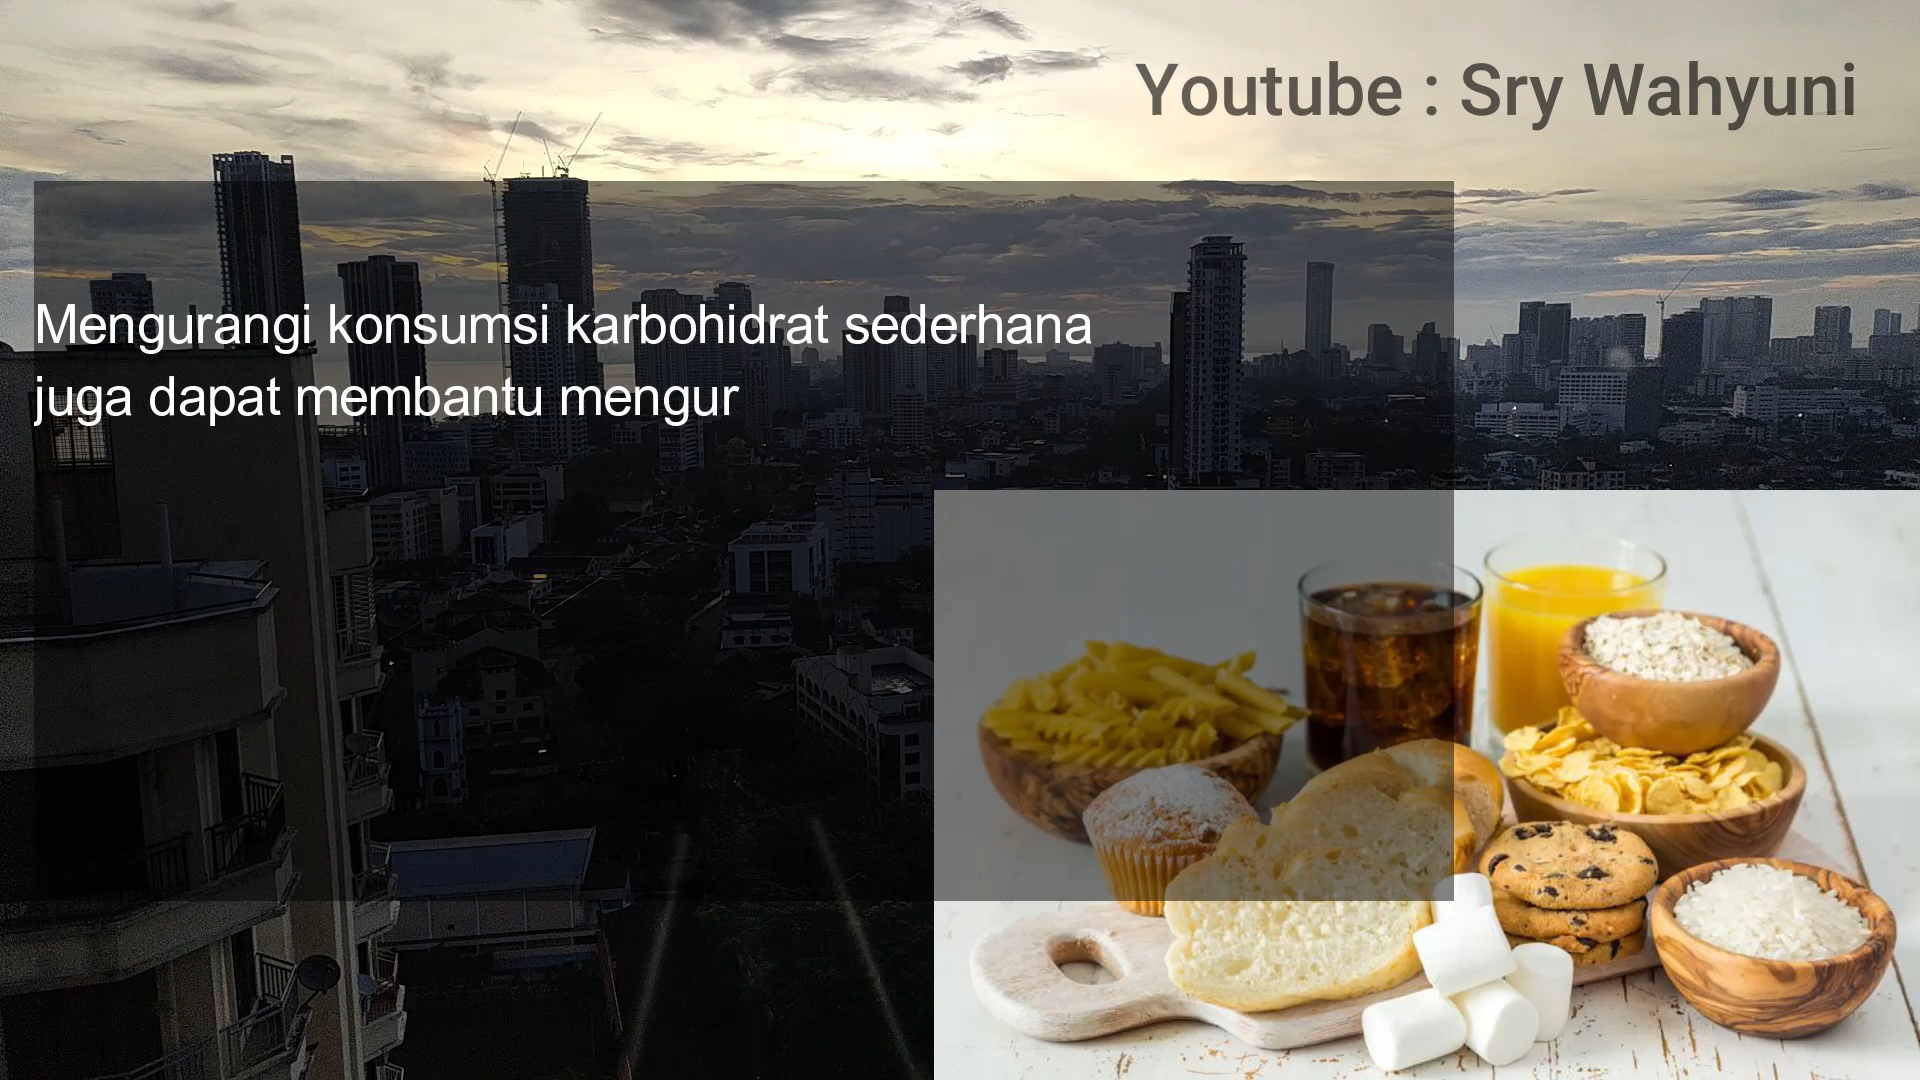 Youtube : Sry Wahyuni
Mengurangi konsumsi karbohidrat sederhana
juga dapat membantu mengur